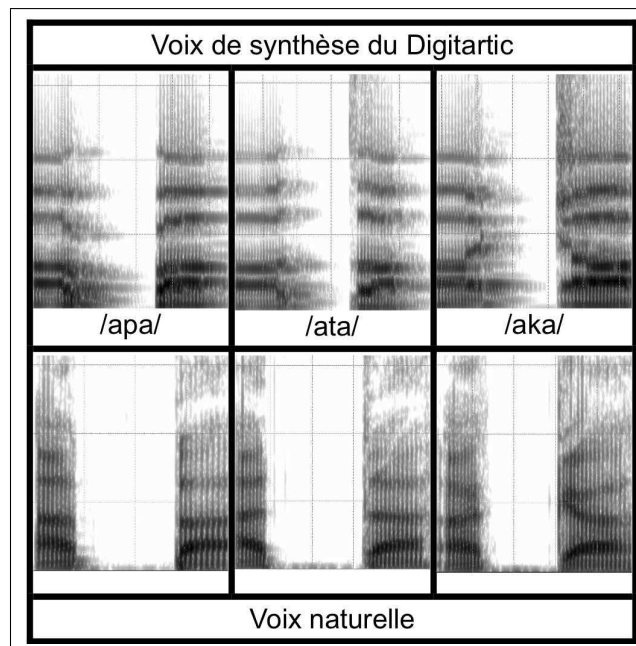 Voix de synthèse du Digitartic
/apa/ /ata/ /aka/
Voix naturelle